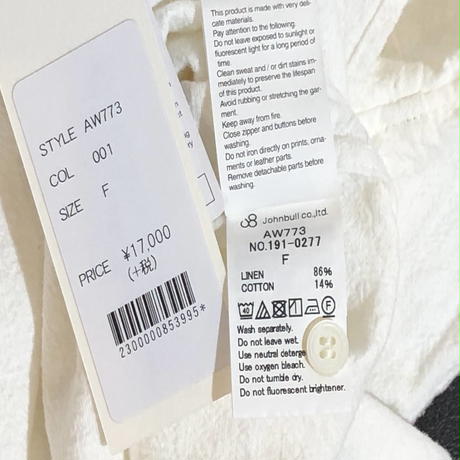 STYLE AW773
COL 001
SIZE F
PRICE ¥17,000
(+税)
2300000853995*
This product is made with very deli-
cate materials.
Pay attention to the following.
Do not leave exposed to sunlight or
fluorescent light for a long period of
time
Clean sweat and / or dirt stains im-
mediately to preserve the lifespan
of this product.
Avoid rubbing or stretching the gar-
ment.
Keep away from fire.
Close zipper and buttons before
washing.
Do not iron directly on prints, orna-
ments or leather parts.
Remove detachable parts before
washing.
Johnbull co.,ltd.
AW773
NO.191-0277
F
LINEN 86%
COTTON 14%
40
F
Wash separately.
Do not leave wet.
Use neutral deterge
Use oxygen bleach.
Do not tumble dry.
Do not fluorescent brightener.